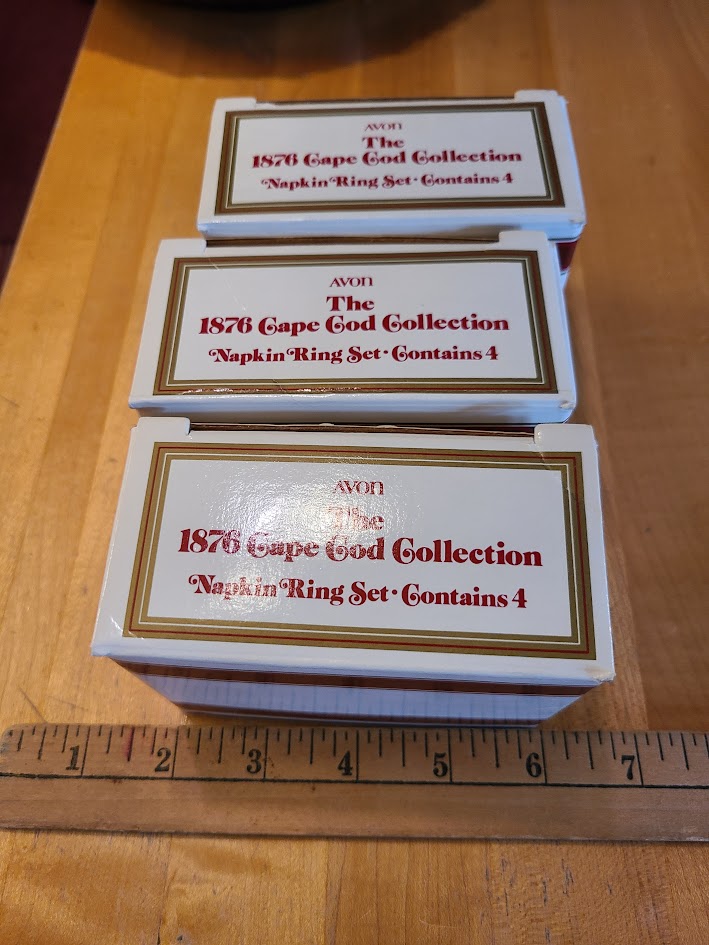 AVON
The
1876 Cape Cod Collection
Napkin Ring Set · Contains 4
AVON
The
1876 Cape Cod Collection
Napkin Ring Set · Contains 4
AVON
The
1876 Cape Cod Collection
Napkin Ring Set · Contains 4
1 2 3 4 5 6 7